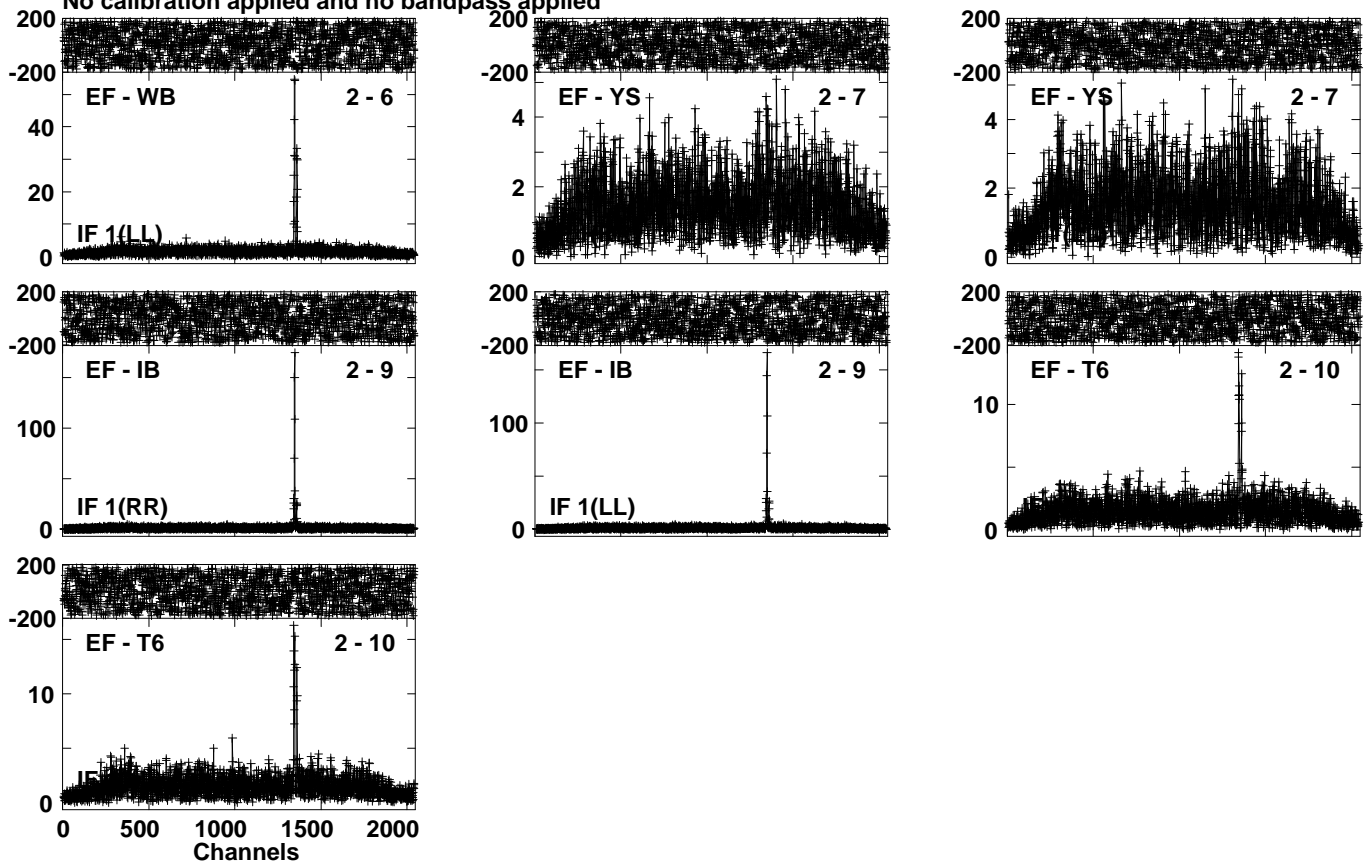 No calibration applied and no bandpass applied
200
-200
EF - WB 2 - 6
40
20
0
IF 1(LL)
200
-200
EF - YS 2 - 7
4
2
0
200
-200
EF - YS 2 - 7
4
2
0
200
-200
EF - IB 2 - 9
100
0
IF 1(RR)
200
-200
EF - IB 2 - 9
100
0
IF 1(LL)
200
-200
EF - T6 2 - 10
10
0
200
-200
EF - T6 2 - 10
10
0
IF
0 500 1000 1500 2000
Channels